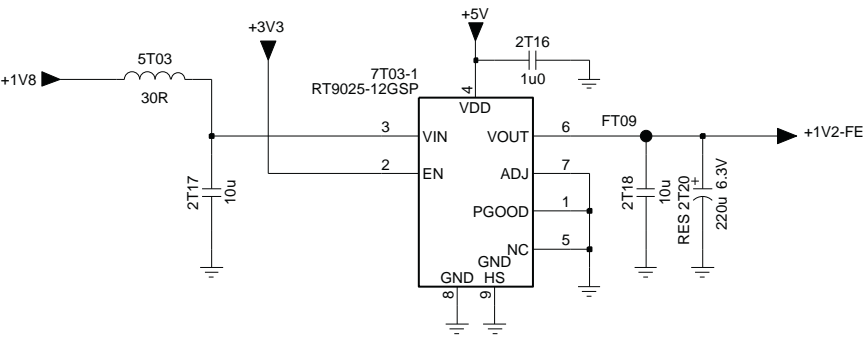 +5V
+3V3
5T03
2T16
7T03-1
RT9025-12GSP
+1V8
30R
1u0
4
VDD
3
VIN
VOUT
6
FT09
+1V2-FE
2
EN
ADJ
7
2T17
10u
PGOOD
1
2T18
10u
RES 2T20
+
220u 6.3V
NC
5
GND
GND
HS
8
9